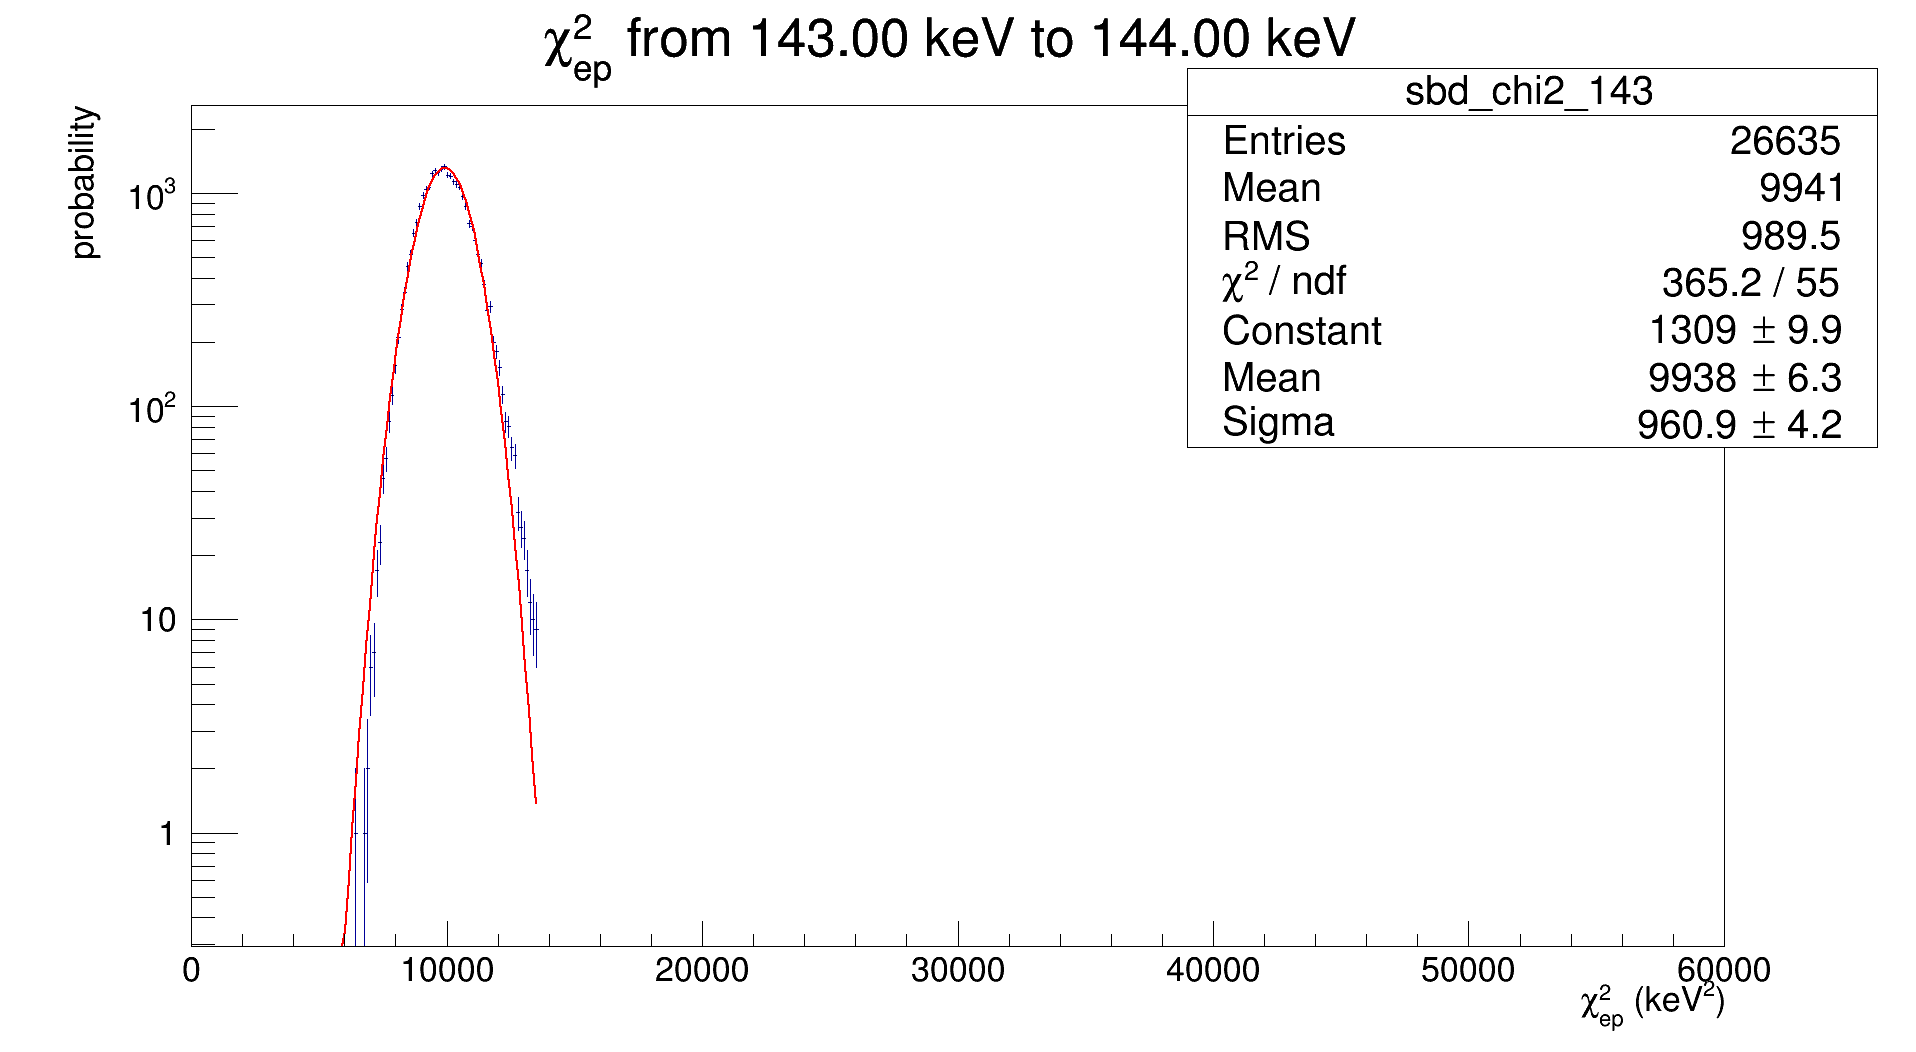 χ²ep from 143.00 keV to 144.00 keV
sbd_chi2_143
Entries 26635
Mean 9941
RMS 989.5
χ² / ndf 365.2 / 55
Constant 1309 ± 9.9
Mean 9938 ± 6.3
Sigma 960.9 ± 4.2
probability
10³
10²
10
1
0 10000 20000 30000 40000 50000 60000
χ²ep (keV²)